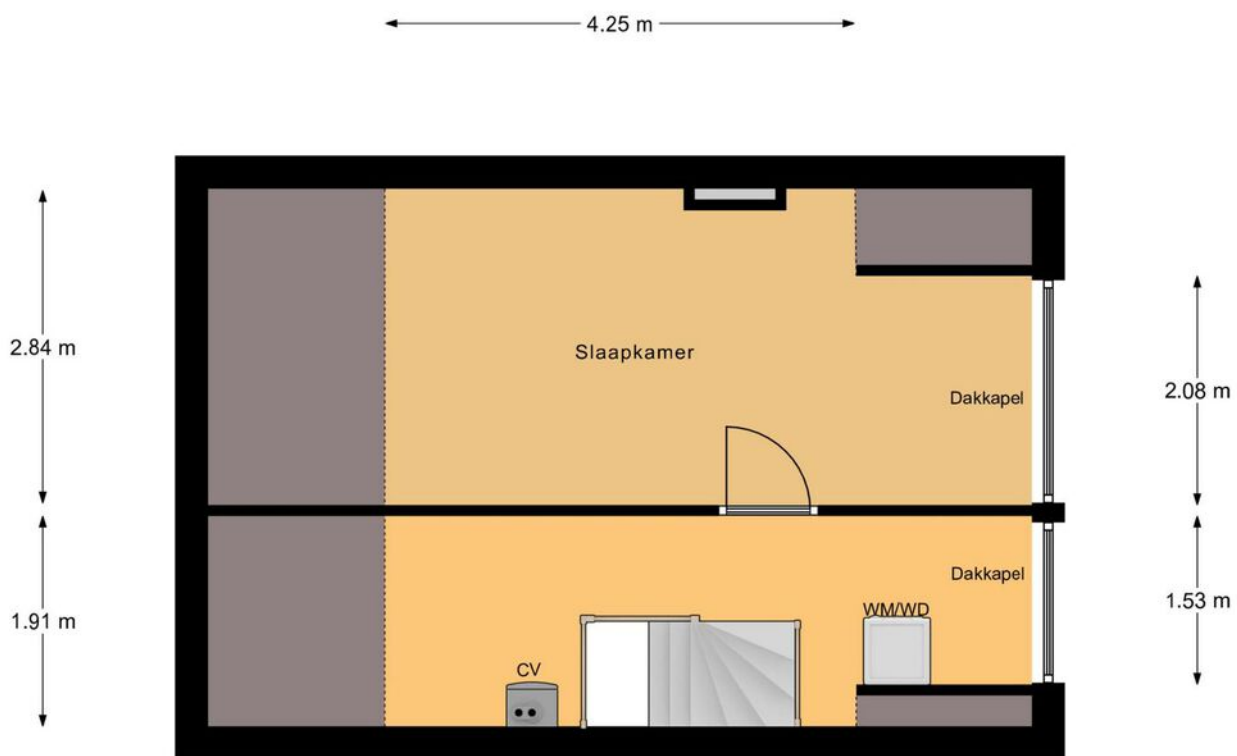 4.25 m
2.84 m
Slaapkamer
2.08 m
Dakkapel
Dakkapel
1.91 m
1.53 m
WM/WD
CV